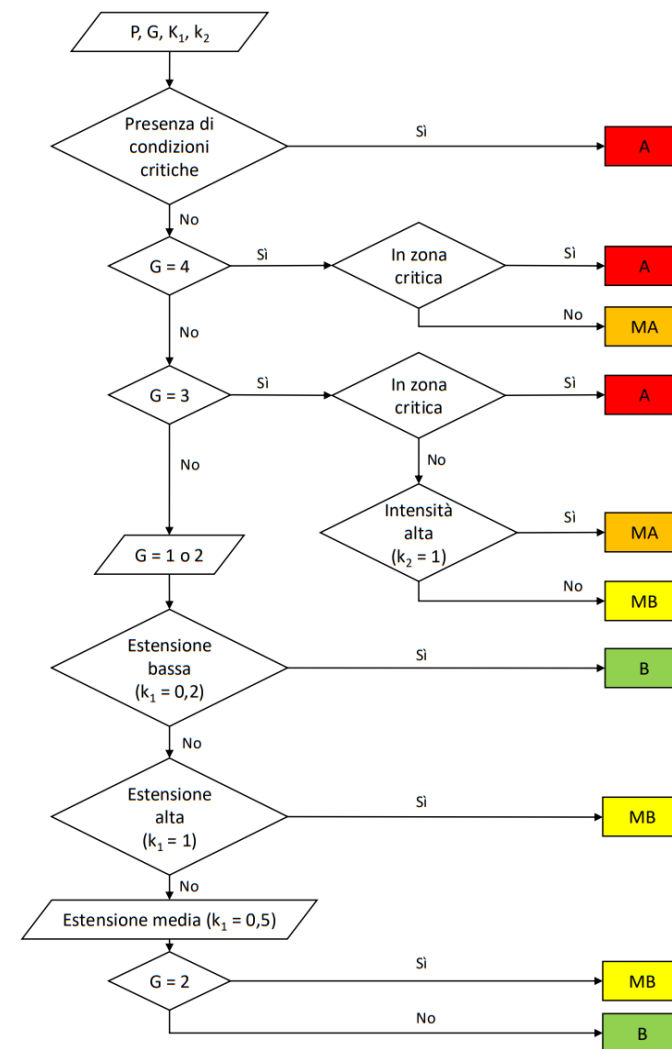 P, G, K₁, k₂
Presenza di
condizioni
critiche
Sì
A
No
G = 4
Sì
In zona
critica
Sì
A
No
MA
No
G = 3
Sì
In zona
critica
Sì
A
No
Intensità
alta
(k₂ = 1)
Sì
MA
No
MB
No
G = 1 o 2
Estensione
bassa
(k₁ = 0,2)
Sì
B
No
Estensione
alta
(k₁ = 1)
Sì
MB
No
Estensione media (k₁ = 0,5)
G = 2
Sì
MB
No
B